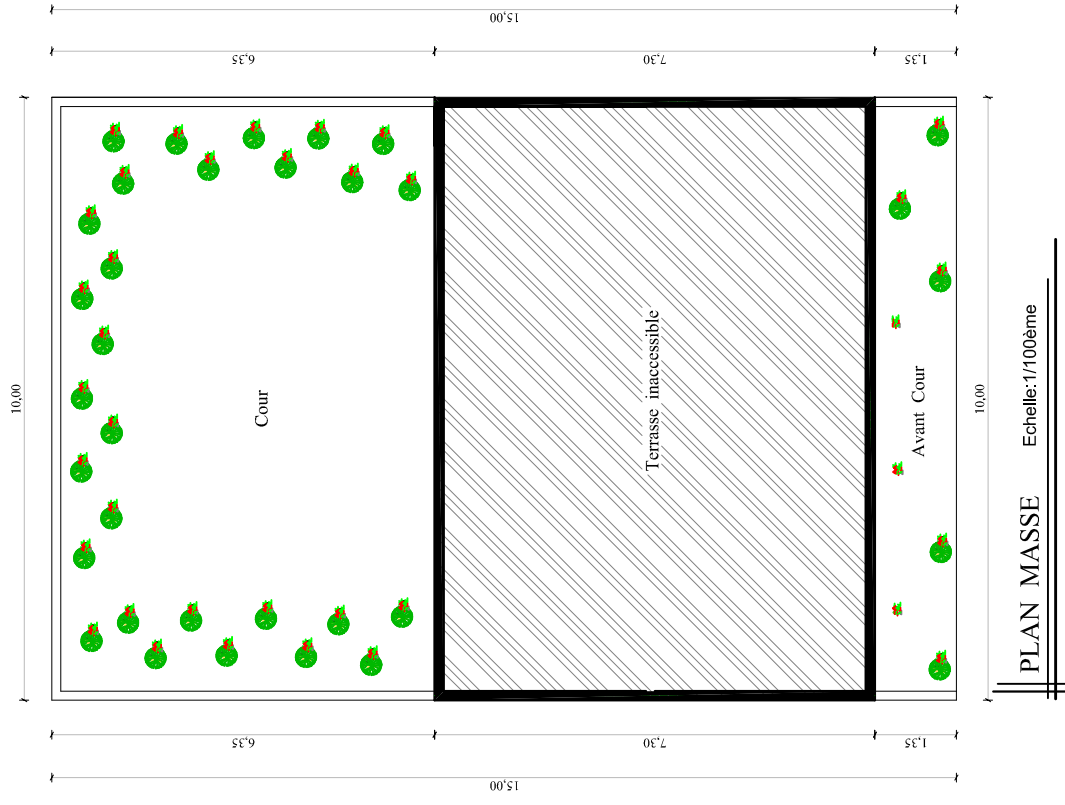 15,00
6,35
7,30
1,35
10,00
Cour
Terrasse inaccessible
Avant Cour
10,00
PLAN MASSE
Echelle:1/100ème
6,35
7,30
1,35
15,00